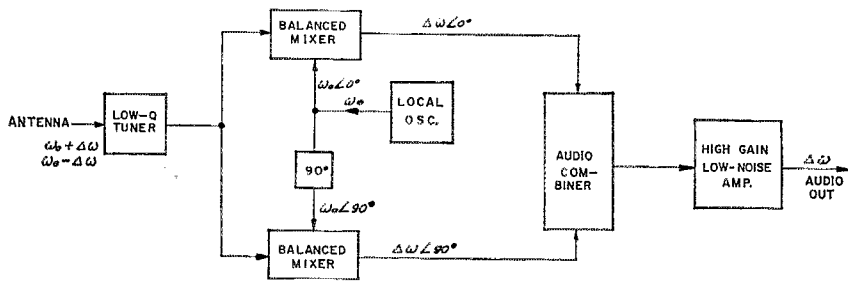 BALANCED
MIXER
Δω∠0°
ω₀∠0°
ω₀
LOCAL
OSC.
ANTENNA
LOW-Q
TUNER
ω₀+Δω
ω₀-Δω
90°
AUDIO
COM-
BINER
HIGH GAIN
LOW-NOISE
AMP.
Δω
AUDIO
OUT
ω₀∠90°
BALANCED
MIXER
Δω∠90°